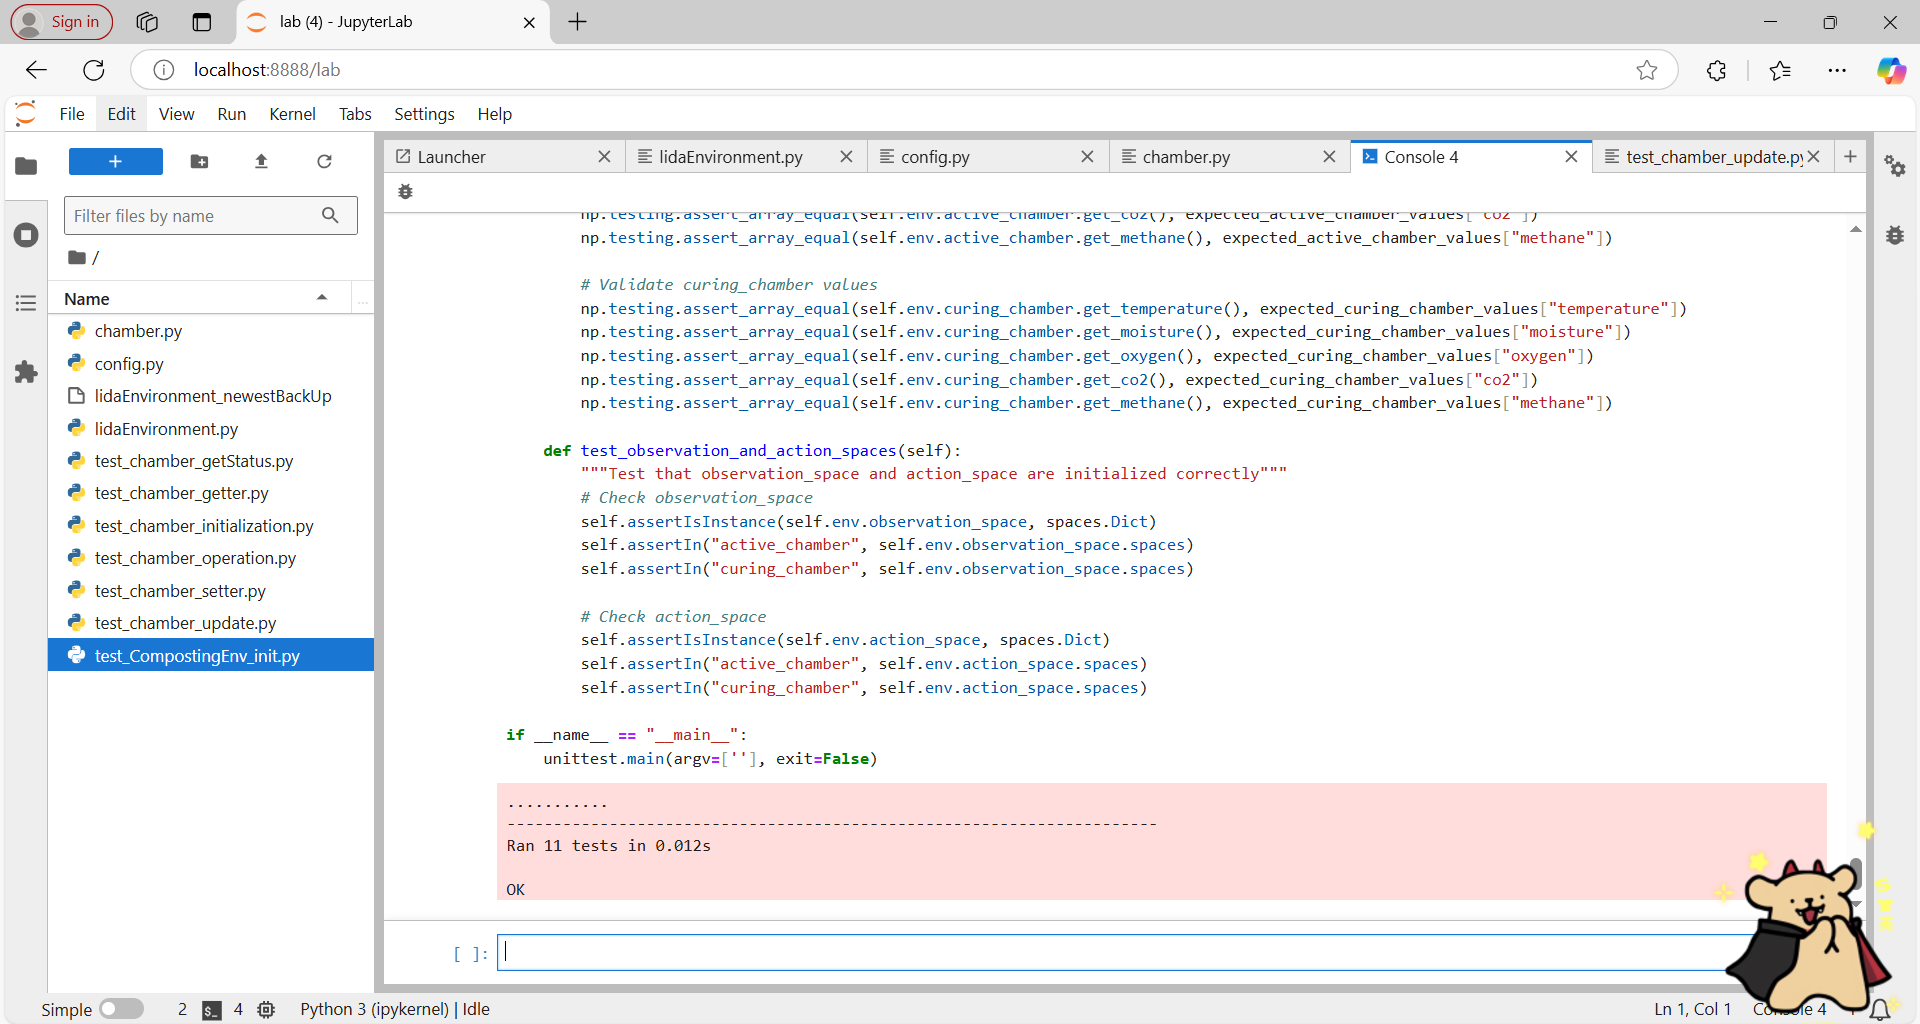 Sign in
lab (4) - JupyterLab
localhost:8888/lab
File Edit View Run Kernel Tabs Settings Help
Launcher
lidaEnvironment.py
config.py
chamber.py
Console 4
test_chamber_update.py
Filter files by name
/
Name
...
chamber.py
config.py
lidaEnvironment_newestBackUp
lidaEnvironment.py
test_chamber_getStatus.py
test_chamber_getter.py
test_chamber_initialization.py
test_chamber_operation.py
test_chamber_setter.py
test_chamber_update.py
test_CompostingEnv_init.py
np.testing.assert_array_equal(self.env.active_chamber.get_co2(), expected_active_chamber_values["co2"])
np.testing.assert_array_equal(self.env.active_chamber.get_methane(), expected_active_chamber_values["methane"])
# Validate curing_chamber values
np.testing.assert_array_equal(self.env.curing_chamber.get_temperature(), expected_curing_chamber_values["temperature"])
np.testing.assert_array_equal(self.env.curing_chamber.get_moisture(), expected_curing_chamber_values["moisture"])
np.testing.assert_array_equal(self.env.curing_chamber.get_oxygen(), expected_curing_chamber_values["oxygen"])
np.testing.assert_array_equal(self.env.curing_chamber.get_co2(), expected_curing_chamber_values["co2"])
np.testing.assert_array_equal(self.env.curing_chamber.get_methane(), expected_curing_chamber_values["methane"])
def test_observation_and_action_spaces(self):
"""Test that observation_space and action_space are initialized correctly"""
# Check observation_space
self.assertIsInstance(self.env.observation_space, spaces.Dict)
self.assertIn("active_chamber", self.env.observation_space.spaces)
self.assertIn("curing_chamber", self.env.observation_space.spaces)
# Check action_space
self.assertIsInstance(self.env.action_space, spaces.Dict)
self.assertIn("active_chamber", self.env.action_space.spaces)
self.assertIn("curing_chamber", self.env.action_space.spaces)
if __name__ == "__main__":
unittest.main(argv=[''], exit=False)
...........
----------------------------------------------------------------------
Ran 11 tests in 0.012s
OK
[ ]:
Simple 2 4 Python 3 (ipykernel) | Idle
Ln 1, Col 1